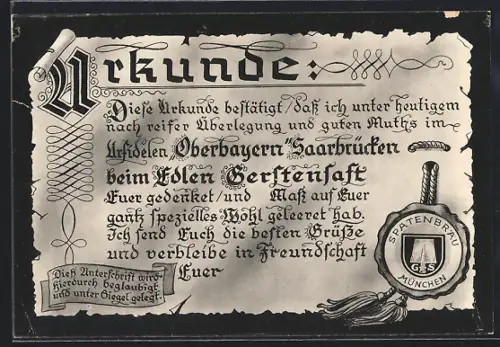 Urkunde:
Diese Urkunde bestätigt/daß ich unter heutigem
nach reifer Überlegung und guten Muths im
Urfidelen „Oberbayern“ Saarbrücken
beim Edlen Gerstensaft
Euer gedenket/und Maß auf Euer
gantz spezielles Wohl geleeret hab.
Ich send Euch die besten Grüße
und verbleibe in Freundschaft
Euer
Dieß Unterschrift wird
hierdurch beglaubigt
und unter Siegel gelegt.
SPATENBRÄU
G S
MÜNCHEN